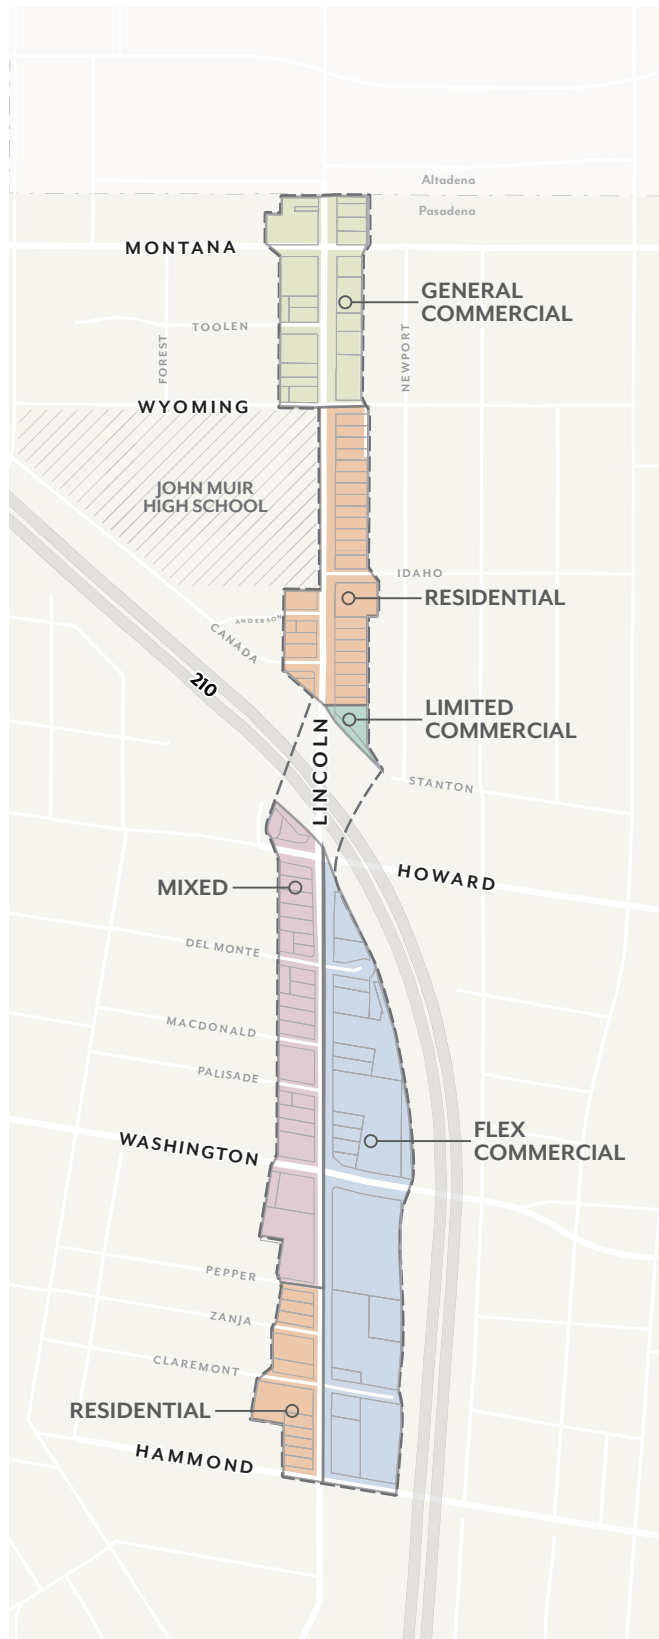 Altadena
Pasadena
MONTANA
GENERAL
COMMERCIAL
TOOLEN
FOREST
NEWPORT
WYOMING
JOHN MUIR
HIGH SCHOOL
IDAHO
RESIDENTIAL
ANDERSON
CANADA
210
LIMITED
COMMERCIAL
LINCOLN
STANTON
HOWARD
MIXED
DEL MONTE
MACDONALD
PALISADE
FLEX
COMMERCIAL
WASHINGTON
PEPPER
ZANJA
CLAREMONT
RESIDENTIAL
HAMMOND